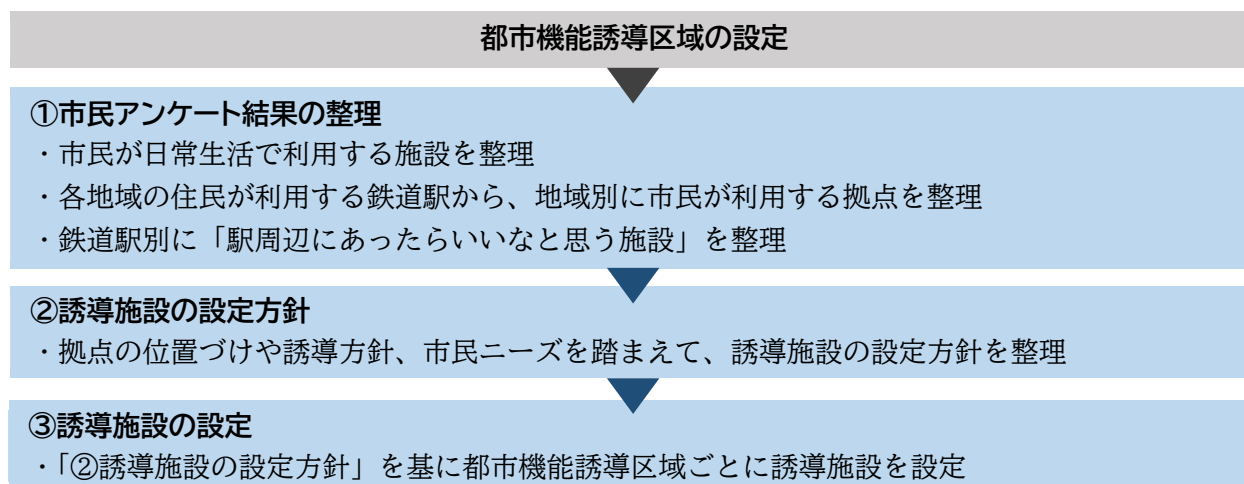 都市機能誘導区域の設定
①市民アンケート結果の整理
・市民が日常生活で利用する施設を整理
・各地域の住民が利用する鉄道駅から、地域別に市民が利用する拠点を整理
・鉄道駅別に「駅周辺にあったらいいなと思う施設」を整理
②誘導施設の設定方針
・拠点の位置づけや誘導方針、市民ニーズを踏まえて、誘導施設の設定方針を整理
③誘導施設の設定
・「②誘導施設の設定方針」を基に都市機能誘導区域ごとに誘導施設を設定